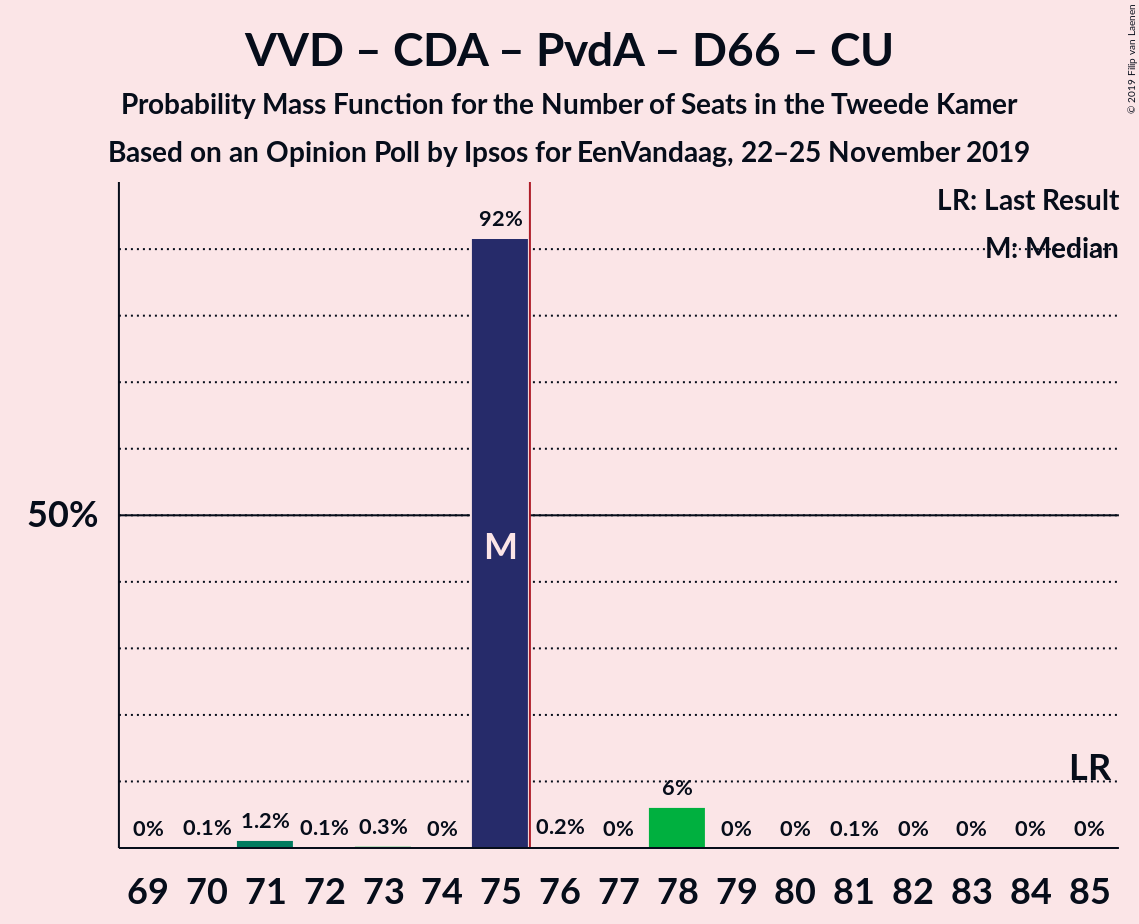 VVD – CDA – PvdA – D66 – CU
Probability Mass Function for the Number of Seats in the Tweede Kamer
Based on an Opinion Poll by Ipsos for EenVandaag, 22–25 November 2019
© 2019 Filip van Laenen
LR: Last Result
M: Median
92%
50%
M
LR
0% 0.1% 1.2% 0.1% 0.3% 0% 0.2% 0% 6% 0% 0% 0.1% 0% 0% 0% 0%
69 70 71 72 73 74 75 76 77 78 79 80 81 82 83 84 85